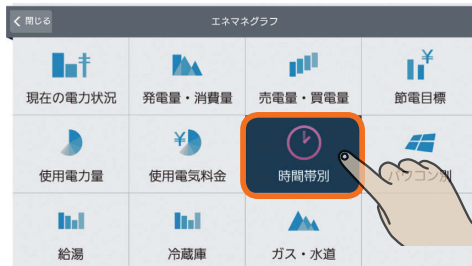 閉じる
エネマネグラフ
現在の電力状況
発電量・消費量
売電量・買電量
節電目標
使用電力量
使用電気料金
時間帯別
パワコン別
給湯
冷蔵庫
ガス・水道